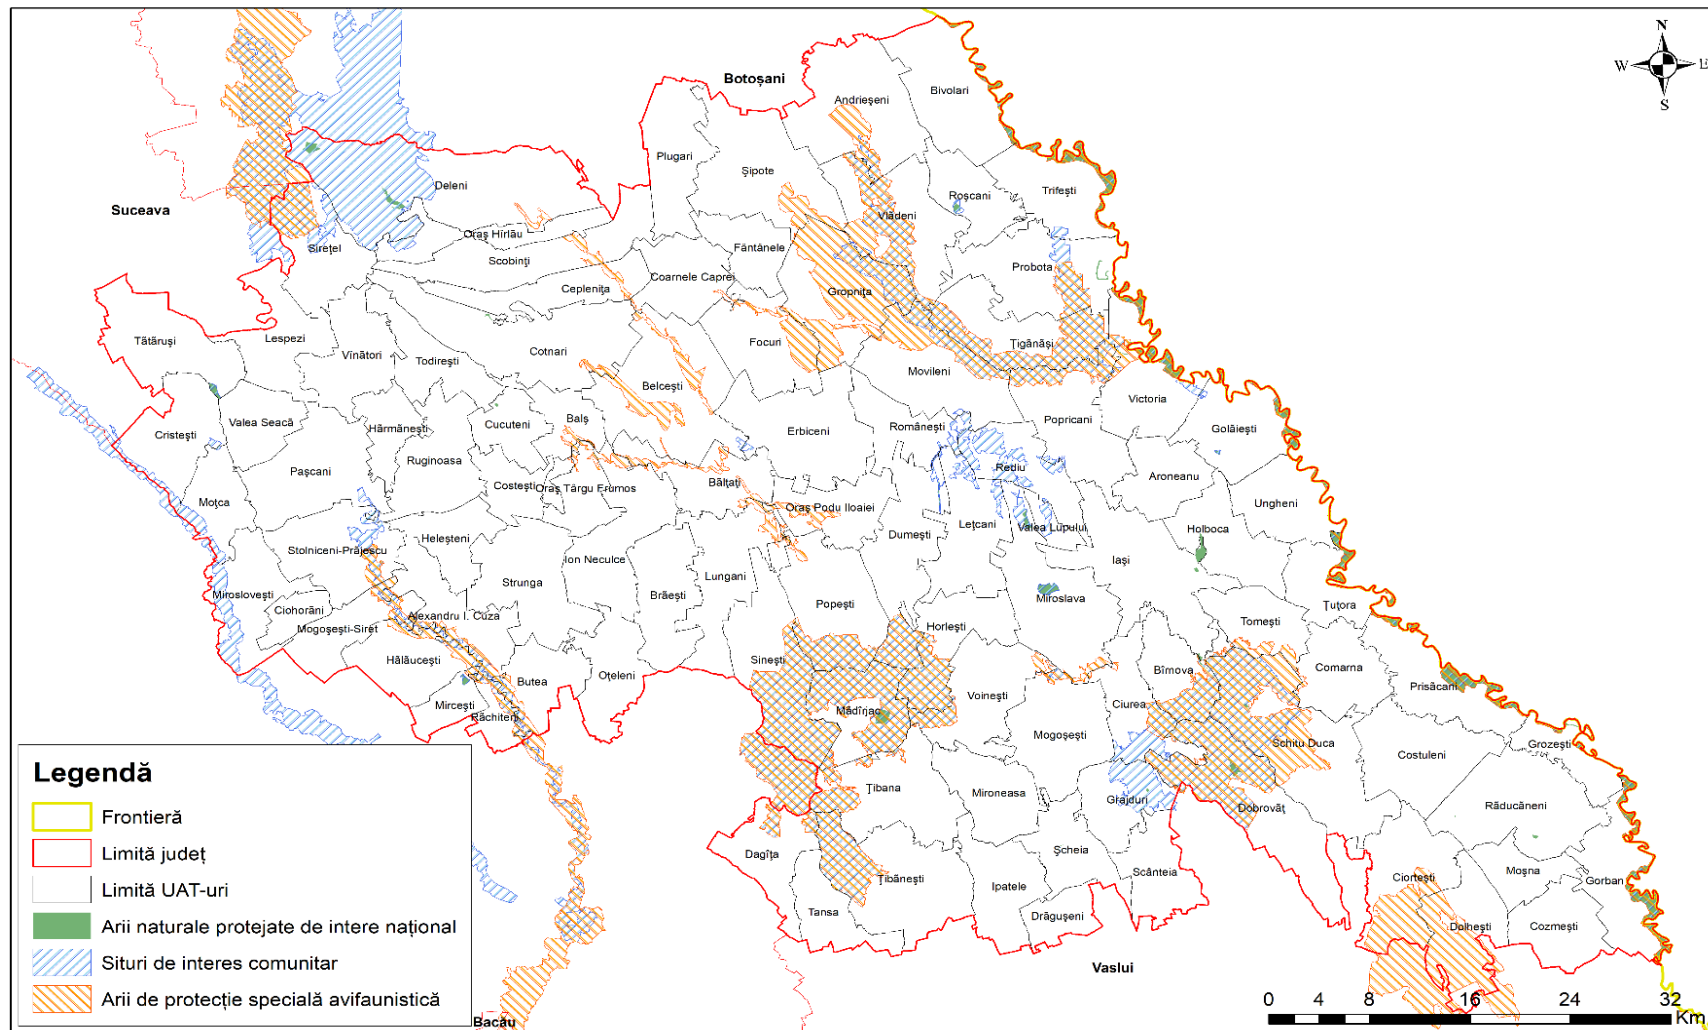 N
W E
S
Botoșani
Bivolari
Andrieșeni
Plugari
Șipote
Deleni
Trifești
Roșcani
Suceava
Vlădeni
Oraș Hîrlău
Sirețel
Fântânele
Scobinți
Probota
Coarnele Caprei
Ceplenița
Gropnița
Tătăruși
Lespezi
Focuri
Țigănași
Vînători
Cotnari
Todirești
Movileni
Belcești
Victoria
Valea Seacă
Cucuteni
Balș
Românești
Popricani
Hărmănești
Erbiceni
Golăiești
Cristești
Ruginoasa
Pașcani
Rediu
Aroneanu
Costești
Oraș Târgu Frumos
Bălțați
Moțca
Ungheni
Oraș Podu Iloaiei
Lețcani
Valea Lupului
Holboca
Dumești
Heleșteni
Stolniceni-Prăjescu
Ion Neculce
Iași
Lungani
Strunga
Brăești
Miroslovești
Miroslava
Popești
Ciohorăni
Țuțora
Alexandru I. Cuza
Tomești
Mogoșești-Siret
Horlești
Hălăucești
Sinești
Comarna
Bîrnova
Oțeleni
Butea
Prisăcani
Voinești
Mircești
Ciurea
Mădîrjac
Răchiteni
Mogoșești
Schitu Duca
Grozești
Costuleni
Țibana
Mironeasa
Grajduri
Răducăneni
Dobrovăț
Dagîța
Șcheia
Moșna
Scânteia
Ciortești
Țibănești
Gorban
Ipatele
Tansa
Drăgușeni
Dolhești
Cozmești
Vaslui
Bacău
Legendă
Frontieră
Limită județ
Limită UAT-uri
Arii naturale protejate de intere național
Situri de interes comunitar
Arii de protecție specială avifaunistică
0 4 8 16 24 32
Km